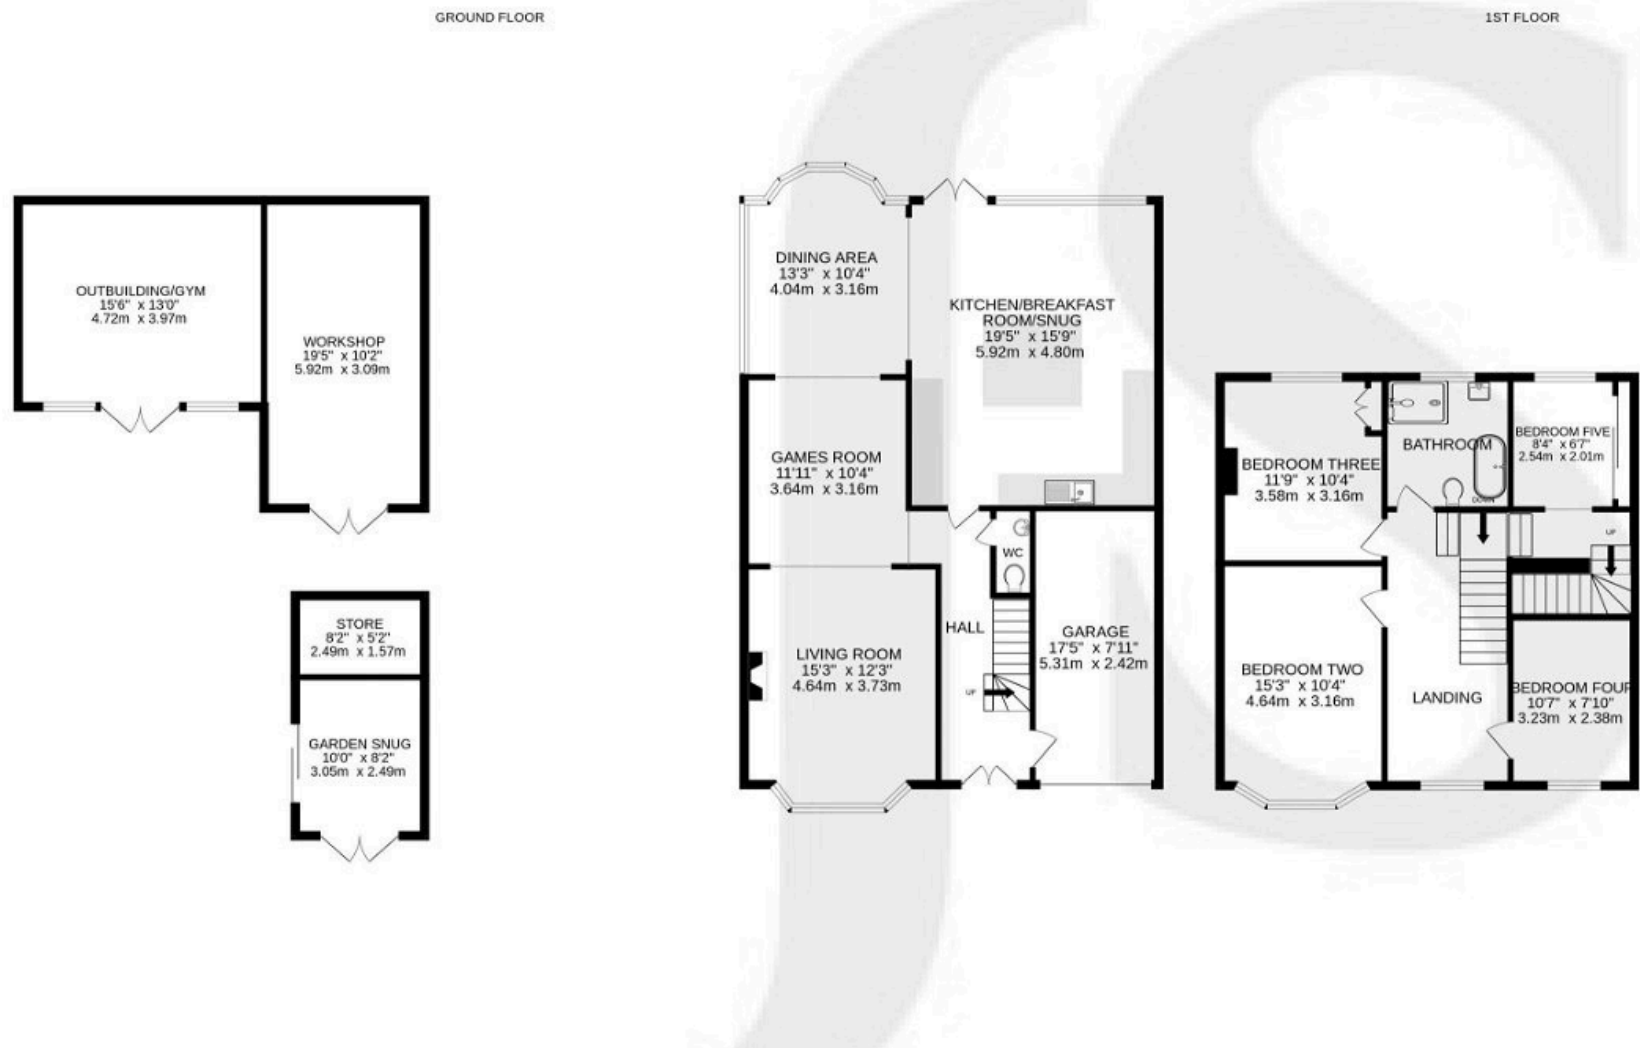 GROUND FLOOR
1ST FLOOR
OUTBUILDING/GYM
15'6" x 13'0"
4.72m x 3.97m
WORKSHOP
19'5" x 10'2"
5.92m x 3.09m
STORE
8'2" x 5'2"
2.49m x 1.57m
GARDEN SNUG
10'0" x 8'2"
3.05m x 2.49m
DINING AREA
13'3" x 10'4"
4.04m x 3.16m
KITCHEN/BREAKFAST
ROOM/SNUG
19'5" x 15'9"
5.92m x 4.80m
GAMES ROOM
11'11" x 10'4"
3.64m x 3.16m
WC
HALL
LIVING ROOM
15'3" x 12'3"
4.64m x 3.73m
UP
GARAGE
17'5" x 7'11"
5.31m x 2.42m
BEDROOM THREE
11'9" x 10'4"
3.58m x 3.16m
BATHROOM
DOWN
BEDROOM FIVE
8'4" x 6'7"
2.54m x 2.01m
UP
BEDROOM TWO
15'3" x 10'4"
4.64m x 3.16m
LANDING
BEDROOM FOUR
10'7" x 7'10"
3.23m x 2.38m